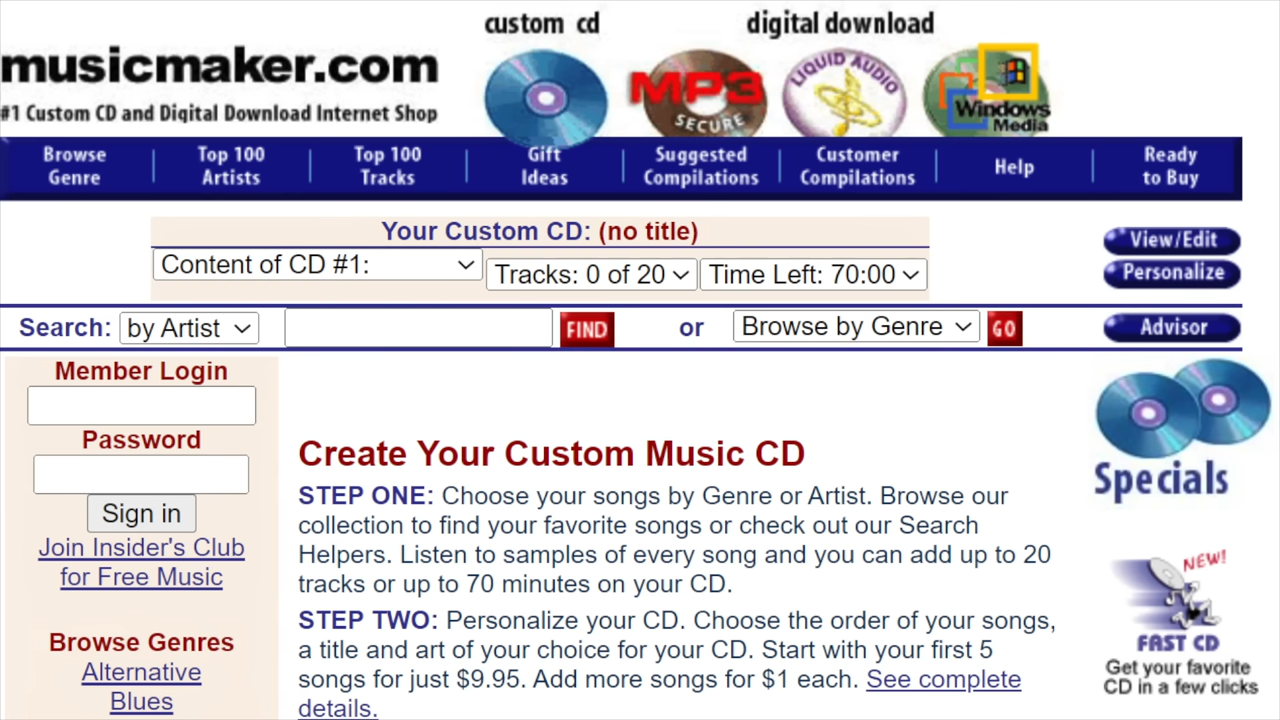 custom cd
digital download
musicmaker.com
#1 Custom CD and Digital Download Internet Shop
MP3
SECURE
LIQUID AUDIO
Windows
Media
Browse Genre
Top 100 Artists
Top 100 Tracks
Gift Ideas
Suggested Compilations
Customer Compilations
Help
Ready to Buy
Your Custom CD: (no title)
Content of CD #1:
Tracks: 0 of 20
Time Left: 70:00
View/Edit
Personalize
Search: by Artist
FIND
or
Browse by Genre
GO
Advisor
Member Login
Password
Sign in
Join Insider's Club
for Free Music
Browse Genres
Alternative
Blues
Create Your Custom Music CD
STEP ONE: Choose your songs by Genre or Artist. Browse our
collection to find your favorite songs or check out our Search
Helpers. Listen to samples of every song and you can add up to 20
tracks or up to 70 minutes on your CD.
STEP TWO: Personalize your CD. Choose the order of your songs,
a title and art of your choice for your CD. Start with your first 5
songs for just $9.95. Add more songs for $1 each. See complete
details.
Specials
NEW!
FAST CD
Get your favorite
CD in a few clicks